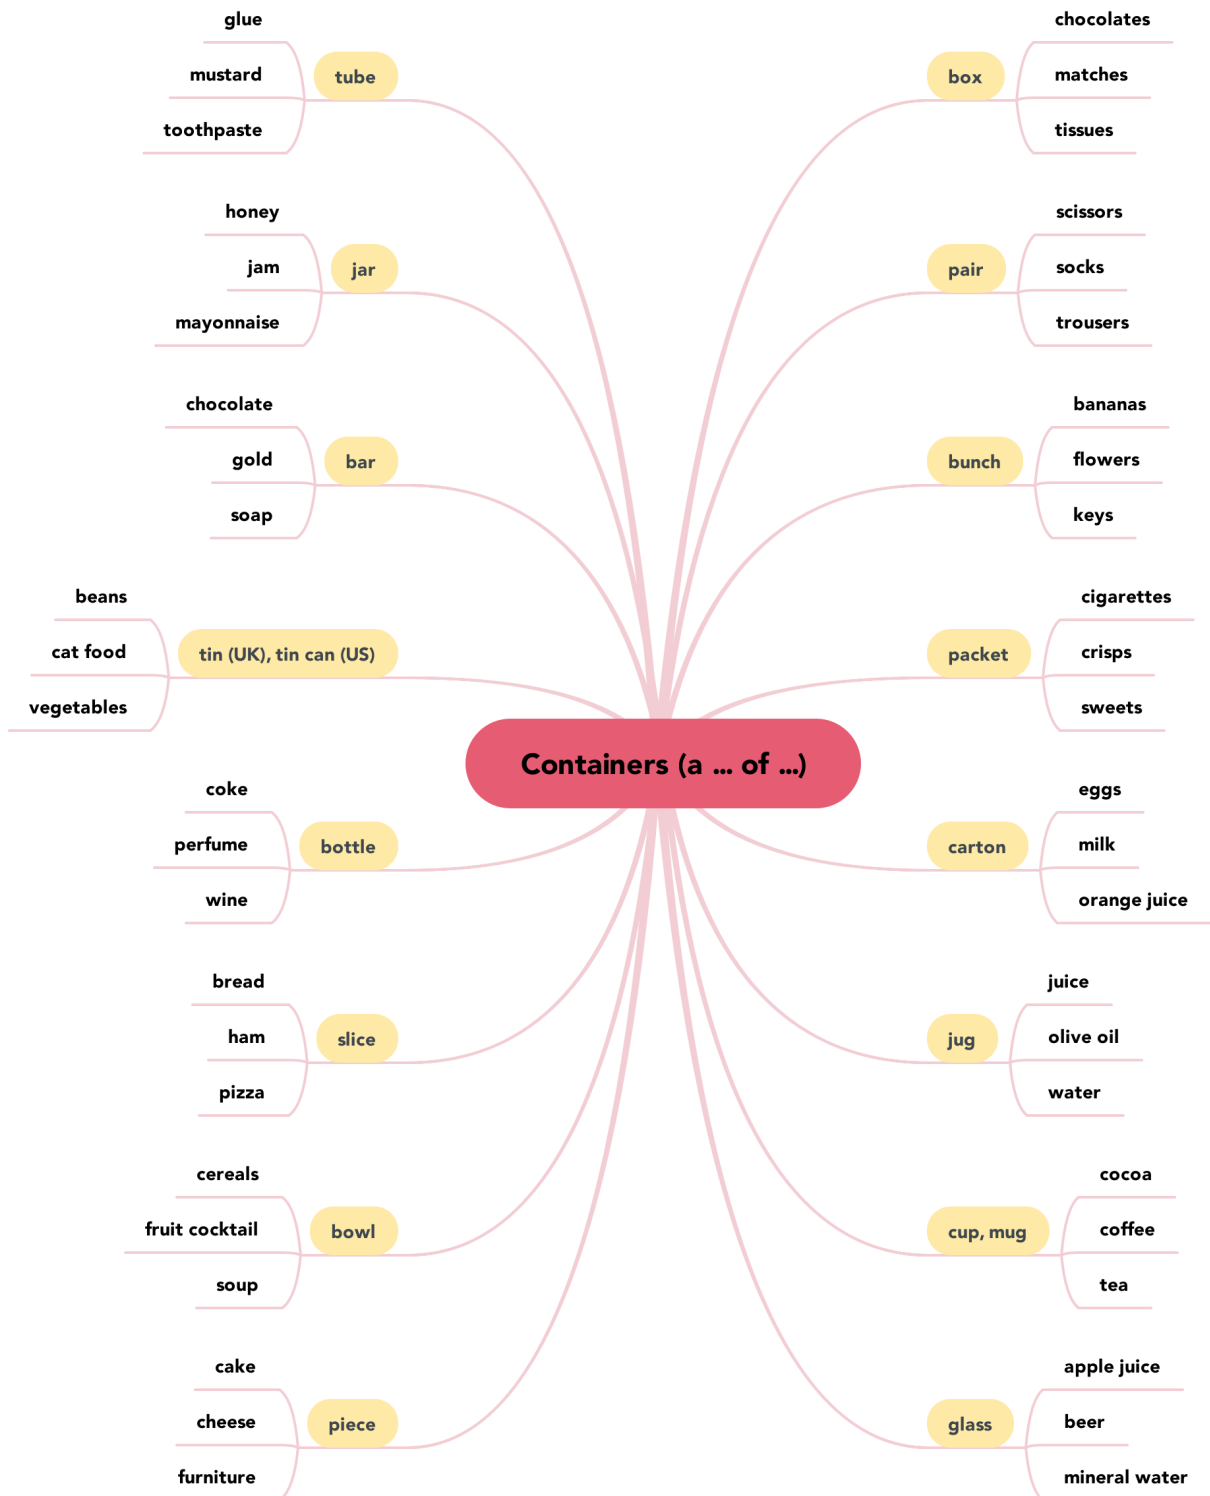 Containers (a ... of ...)
tube
glue
mustard
toothpaste
jar
honey
jam
mayonnaise
bar
chocolate
gold
soap
tin (UK), tin can (US)
beans
cat food
vegetables
bottle
coke
perfume
wine
slice
bread
ham
pizza
bowl
cereals
fruit cocktail
soup
piece
cake
cheese
furniture
box
chocolates
matches
tissues
pair
scissors
socks
trousers
bunch
bananas
flowers
keys
packet
cigarettes
crisps
sweets
carton
eggs
milk
orange juice
jug
juice
olive oil
water
cup, mug
cocoa
coffee
tea
glass
apple juice
beer
mineral water